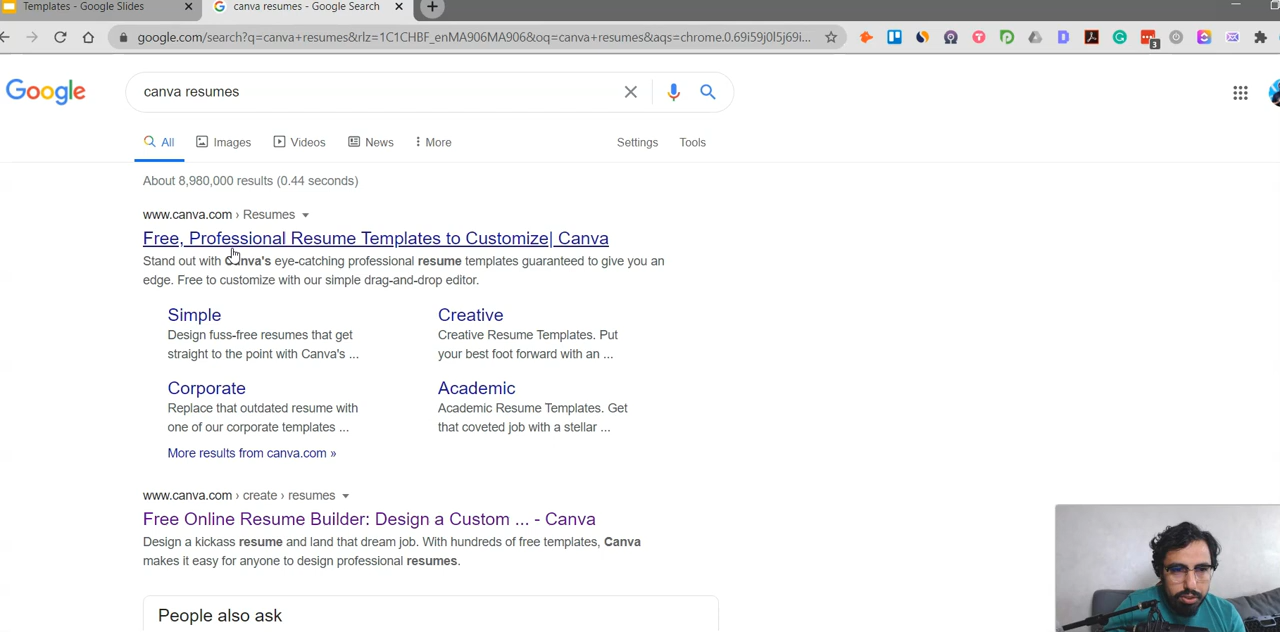 Templates - Google Slides
canva resumes - Google Search
google.com/search?q=canva+resumes&rlz=1C1CHBF_enMA906MA906&oq=canva+resumes&aqs=chrome.0.69i59j0l5j69i...
3
Google
canva resumes
All
Images
Videos
News
More
Settings
Tools
About 8,980,000 results (0.44 seconds)
www.canva.com › Resumes
Free, Professional Resume Templates to Customize| Canva
Stand out with Canva's eye-catching professional resume templates guaranteed to give you an
edge. Free to customize with our simple drag-and-drop editor.
Simple
Design fuss-free resumes that get
straight to the point with Canva's ...
Creative
Creative Resume Templates. Put
your best foot forward with an ...
Corporate
Replace that outdated resume with
one of our corporate templates ...
Academic
Academic Resume Templates. Get
that coveted job with a stellar ...
More results from canva.com »
www.canva.com › create › resumes
Free Online Resume Builder: Design a Custom ... - Canva
Design a kickass resume and land that dream job. With hundreds of free templates, Canva
makes it easy for anyone to design professional resumes.
People also ask